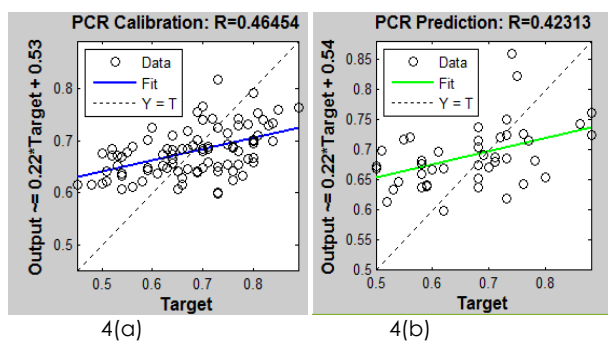 PCR Calibration: R=0.46454
Output ~= 0.22*Target + 0.53
Data
Fit
Y = T
0.8
0.7
0.6
0.5
0.5 0.6 0.7 0.8
Target
4(a)
PCR Prediction: R=0.42313
Output ~= 0.22*Target + 0.54
Data
Fit
Y = T
0.85
0.8
0.75
0.7
0.65
0.6
0.55
0.5
0.5 0.6 0.7 0.8
Target
4(b)